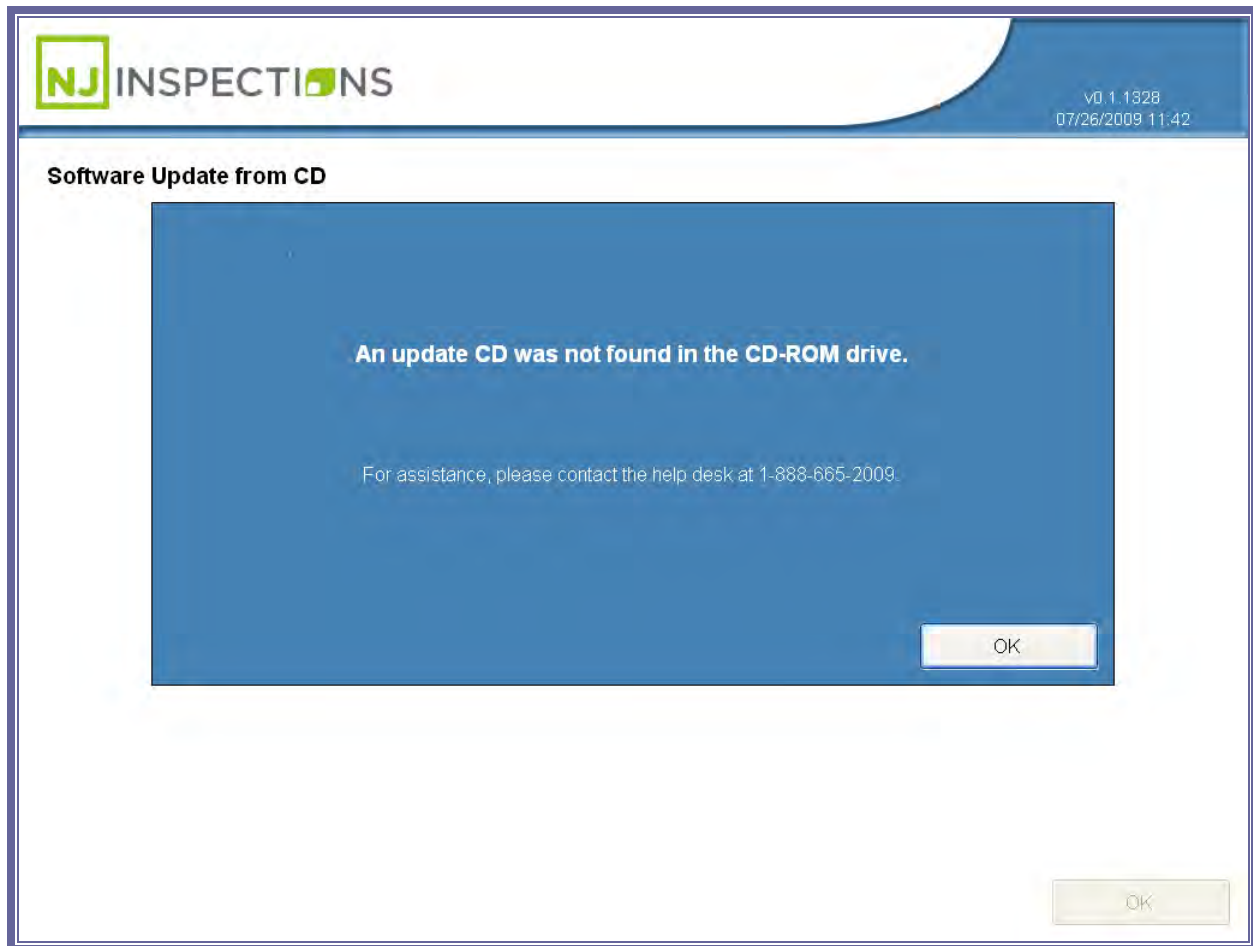 NJ INSPECTIONS
v0.1.1328
07/26/2009 11:42
Software Update from CD
An update CD was not found in the CD-ROM drive.
For assistance, please contact the help desk at 1-888-665-2009.
OK
OK